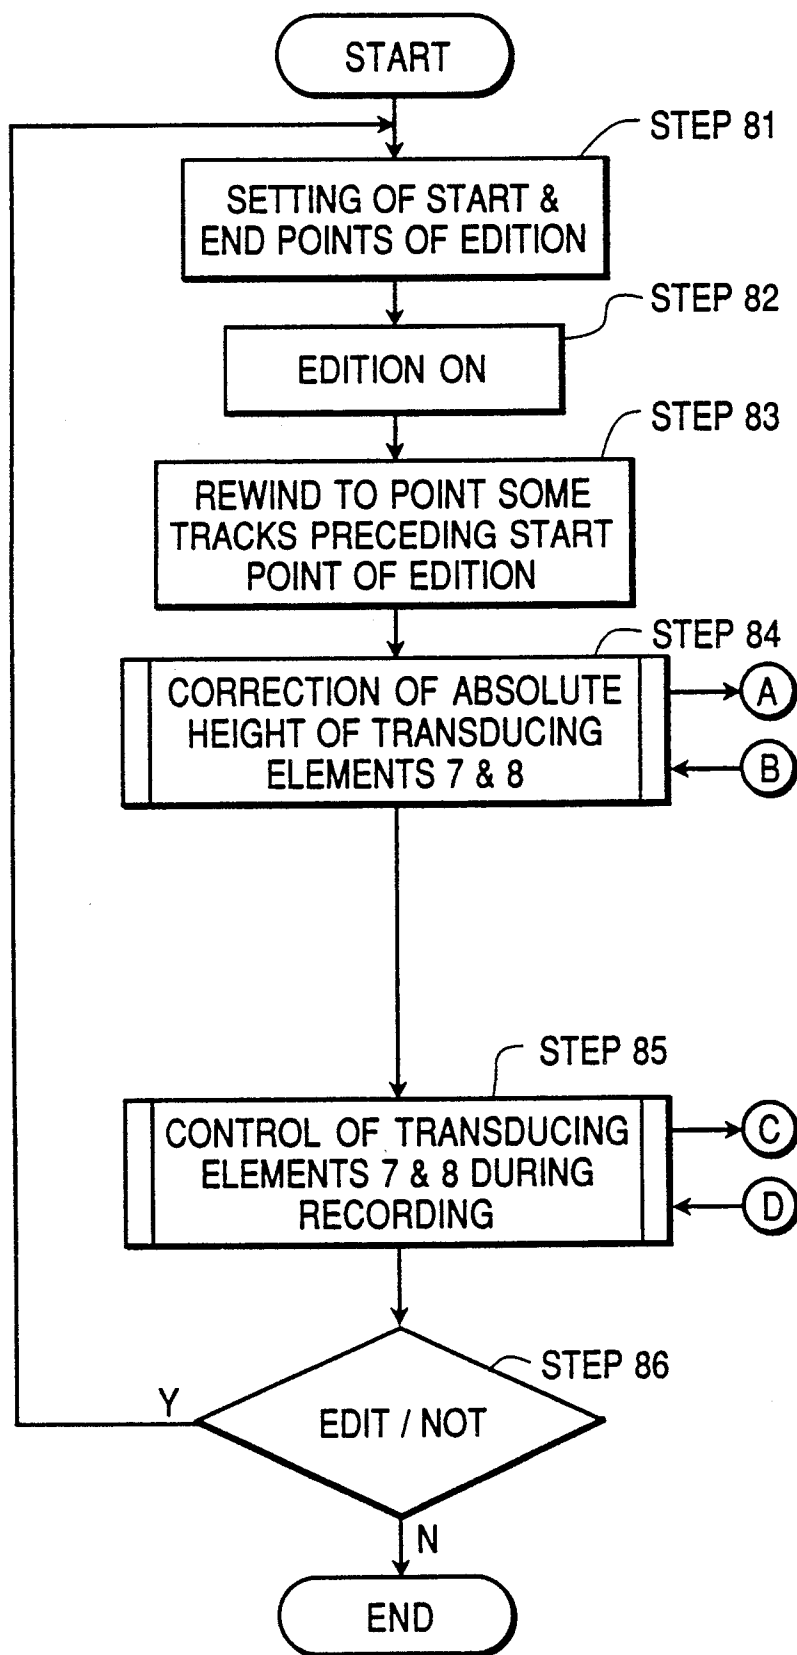 START
STEP 81
SETTING OF START &
END POINTS OF EDITION
STEP 82
EDITION ON
STEP 83
REWIND TO POINT SOME
TRACKS PRECEDING START
POINT OF EDITION
STEP 84
CORRECTION OF ABSOLUTE
HEIGHT OF TRANSDUCING
ELEMENTS 7 & 8
A
B
STEP 85
CONTROL OF TRANSDUCING
ELEMENTS 7 & 8 DURING
RECORDING
C
D
STEP 86
Y
EDIT / NOT
N
END